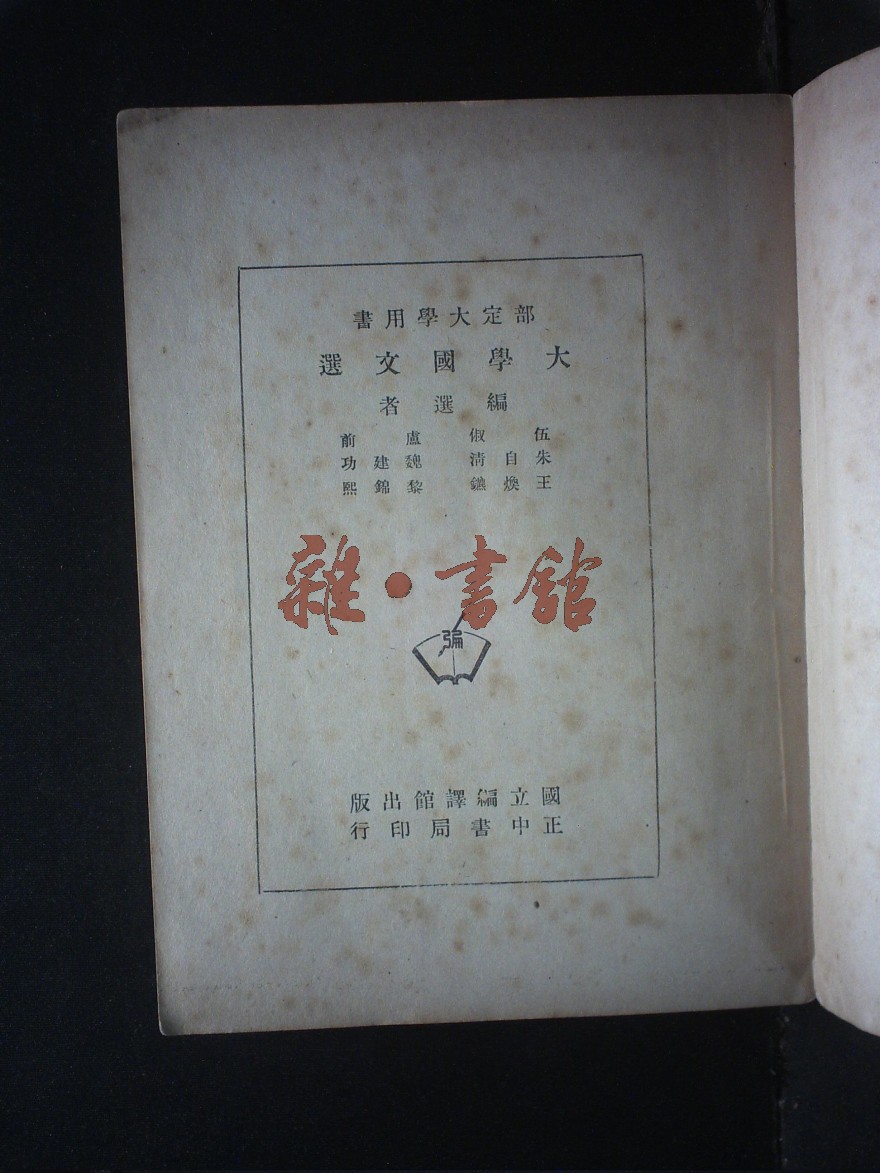 部定大學用書
大學國文選
編選者
伍俶 盧前
朱自清 魏建功
王煥鑣 黎錦熙
雜·書館
編
國立編譯館出版
正中書局印行